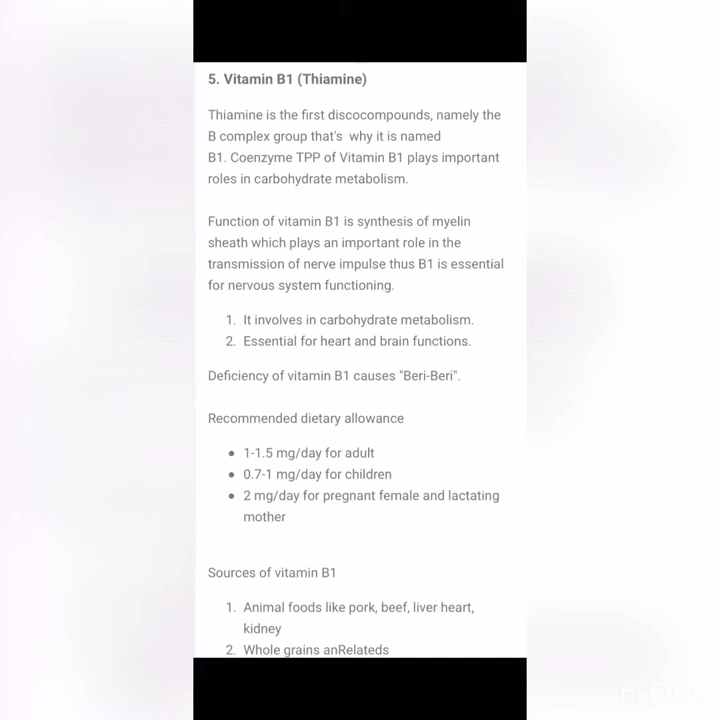 5. Vitamin B1 (Thiamine)
Thiamine is the first discocompounds, namely the
B complex group that's why it is named
B1. Coenzyme TPP of Vitamin B1 plays important
roles in carbohydrate metabolism.
Function of vitamin B1 is synthesis of myelin
sheath which plays an important role in the
transmission of nerve impulse thus B1 is essential
for nervous system functioning.
1. It involves in carbohydrate metabolism.
2. Essential for heart and brain functions.
Deficiency of vitamin B1 causes "Beri-Beri".
Recommended dietary allowance
• 1-1.5 mg/day for adult
• 0.7-1 mg/day for children
• 2 mg/day for pregnant female and lactating
mother
Sources of vitamin B1
1. Animal foods like pork, beef, liver heart,
kidney
2. Whole grains anRelateds